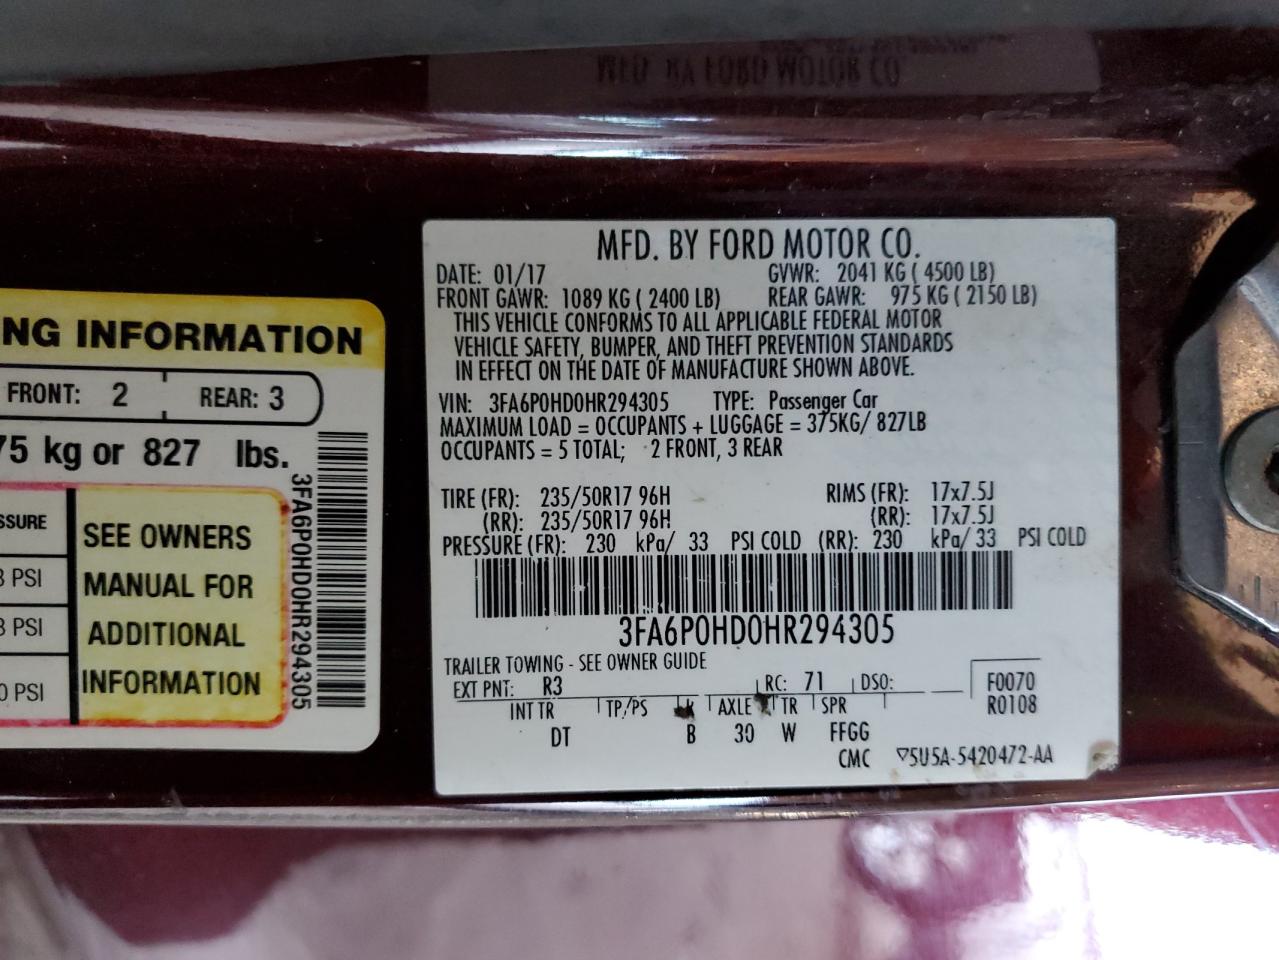 MFD. BY FORD MOTOR CO.
DATE: 01/17 GVWR: 2041 KG ( 4500 LB)
FRONT GAWR: 1089 KG ( 2400 LB) REAR GAWR: 975 KG ( 2150 LB)
THIS VEHICLE CONFORMS TO ALL APPLICABLE FEDERAL MOTOR
VEHICLE SAFETY, BUMPER, AND THEFT PREVENTION STANDARDS
IN EFFECT ON THE DATE OF MANUFACTURE SHOWN ABOVE.
VIN: 3FA6P0HD0HR294305 TYPE: Passenger Car
MAXIMUM LOAD = OCCUPANTS + LUGGAGE = 375KG/ 827LB
OCCUPANTS = 5 TOTAL; 2 FRONT, 3 REAR
TIRE (FR): 235/50R17 96H RIMS (FR): 17x7.5J
(RR): 235/50R17 96H (RR): 17x7.5J
PRESSURE (FR): 230 kPa/ 33 PSI COLD (RR): 230 kPa/ 33 PSI COLD
3FA6P0HD0HR294305
TRAILER TOWING - SEE OWNER GUIDE
EXT PNT: R3 RC: 71 DSO:
F0070
R0108
INT TR TP/PS R AXLE TR SPR
DT B 30 W FFGG
CMC ▽5U5A-5420472-AA
NG INFORMATION
FRONT: 2 REAR: 3
75 kg or 827 lbs.
SSURE
3 PSI
3 PSI
0 PSI
SEE OWNERS
MANUAL FOR
ADDITIONAL
INFORMATION
3FA6P0HD0HR294305